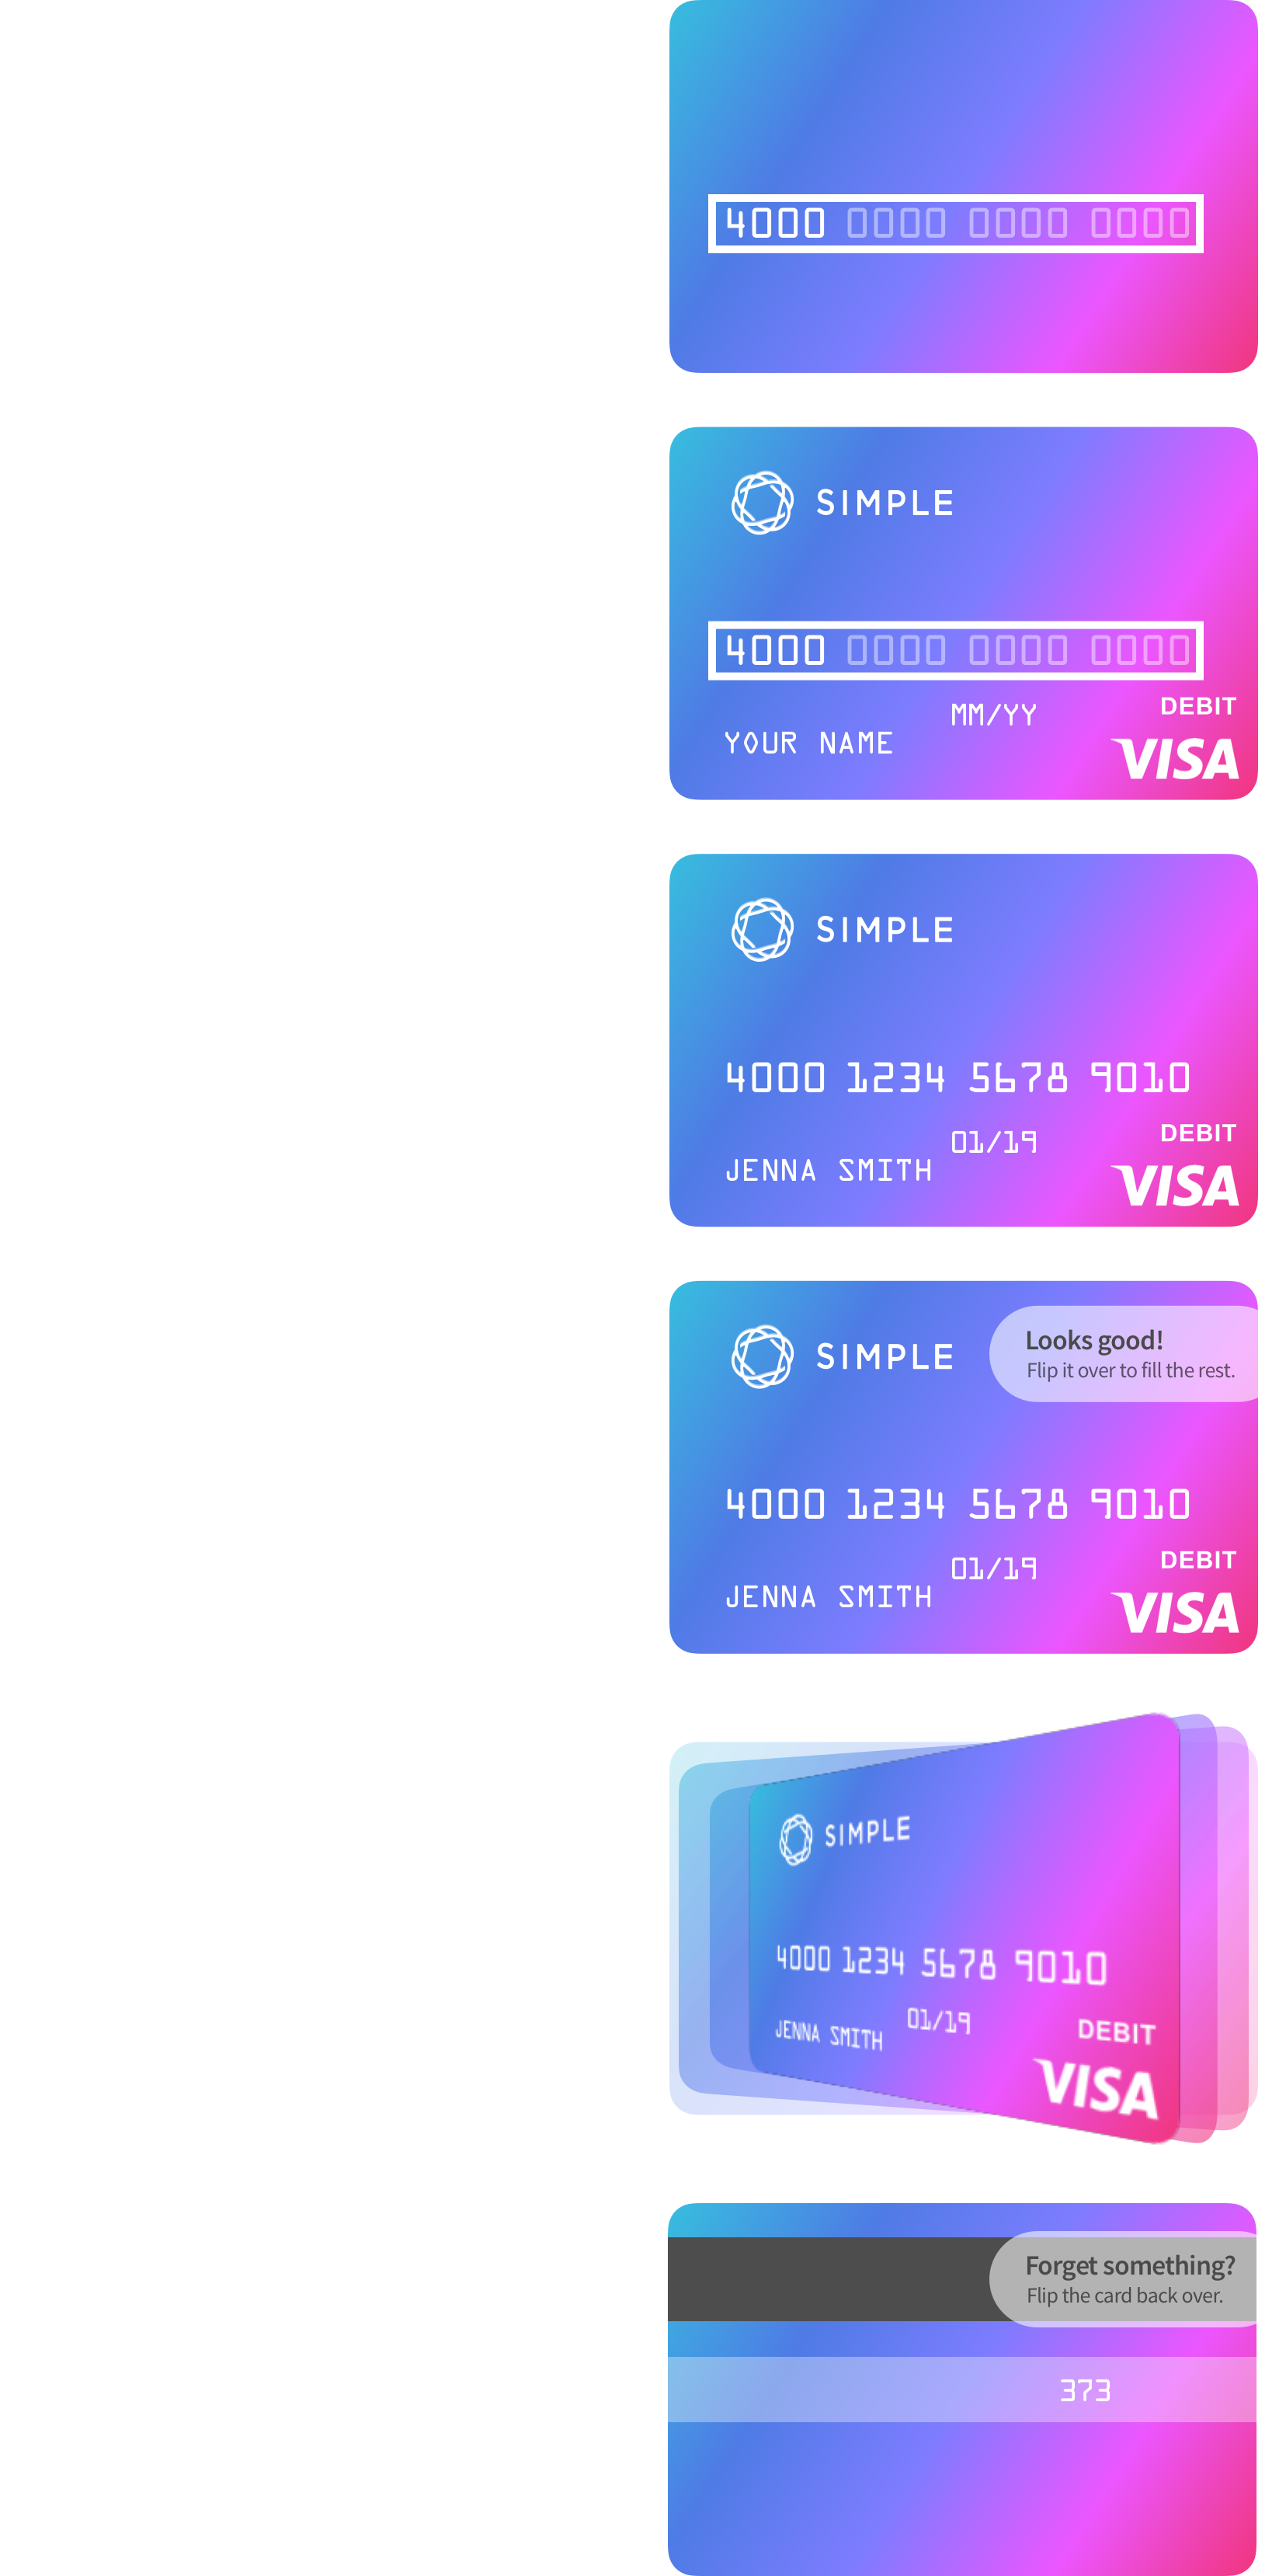 4000 0000 0000 0000
SIMPLE
4000 0000 0000 0000
MM/YY
DEBIT
YOUR NAME
VISA
SIMPLE
4000 1234 5678 9010
01/19
DEBIT
JENNA SMITH
VISA
Looks good!
SIMPLE
Flip it over to fill the rest.
4000 1234 5678 9010
01/19
DEBIT
JENNA SMITH
VISA
SIMPLE
4000 1234 5678 9010
01/19
DEBIT
JENNA SMITH
VISA
Forget something?
Flip the card back over.
373